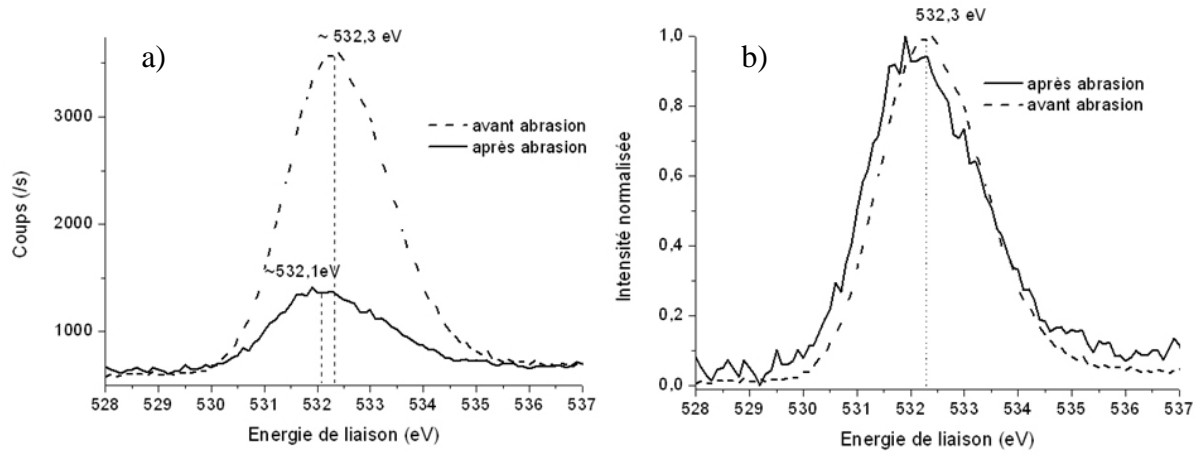 a)
~ 532,3 eV
avant abrasion
après abrasion
~532,1eV
3000
2000
1000
Coups (/s)
528 529 530 531 532 533 534 535 536 537
Energie de liaison (eV)
b)
532,3 eV
après abrasion
avant abrasion
1,0
0,8
0,6
0,4
0,2
0,0
Intensité normalisée
528 529 530 531 532 533 534 535 536 537
Energie de liaison (eV)